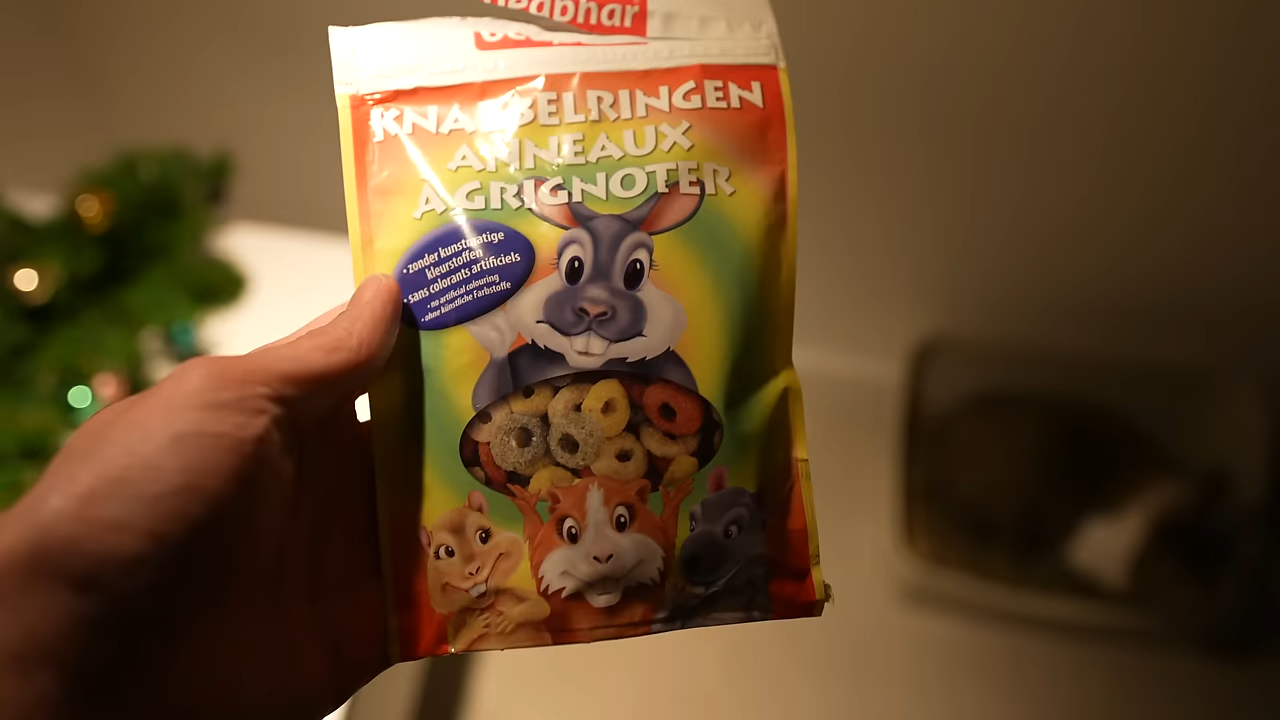 KNABBELRINGEN
ANNEAUX
A GRIGNOTER
• zonder kunstmatige
kleurstoffen
• sans colorants artificiels
• no artificial colouring
• ohne künstliche Farbstoffe